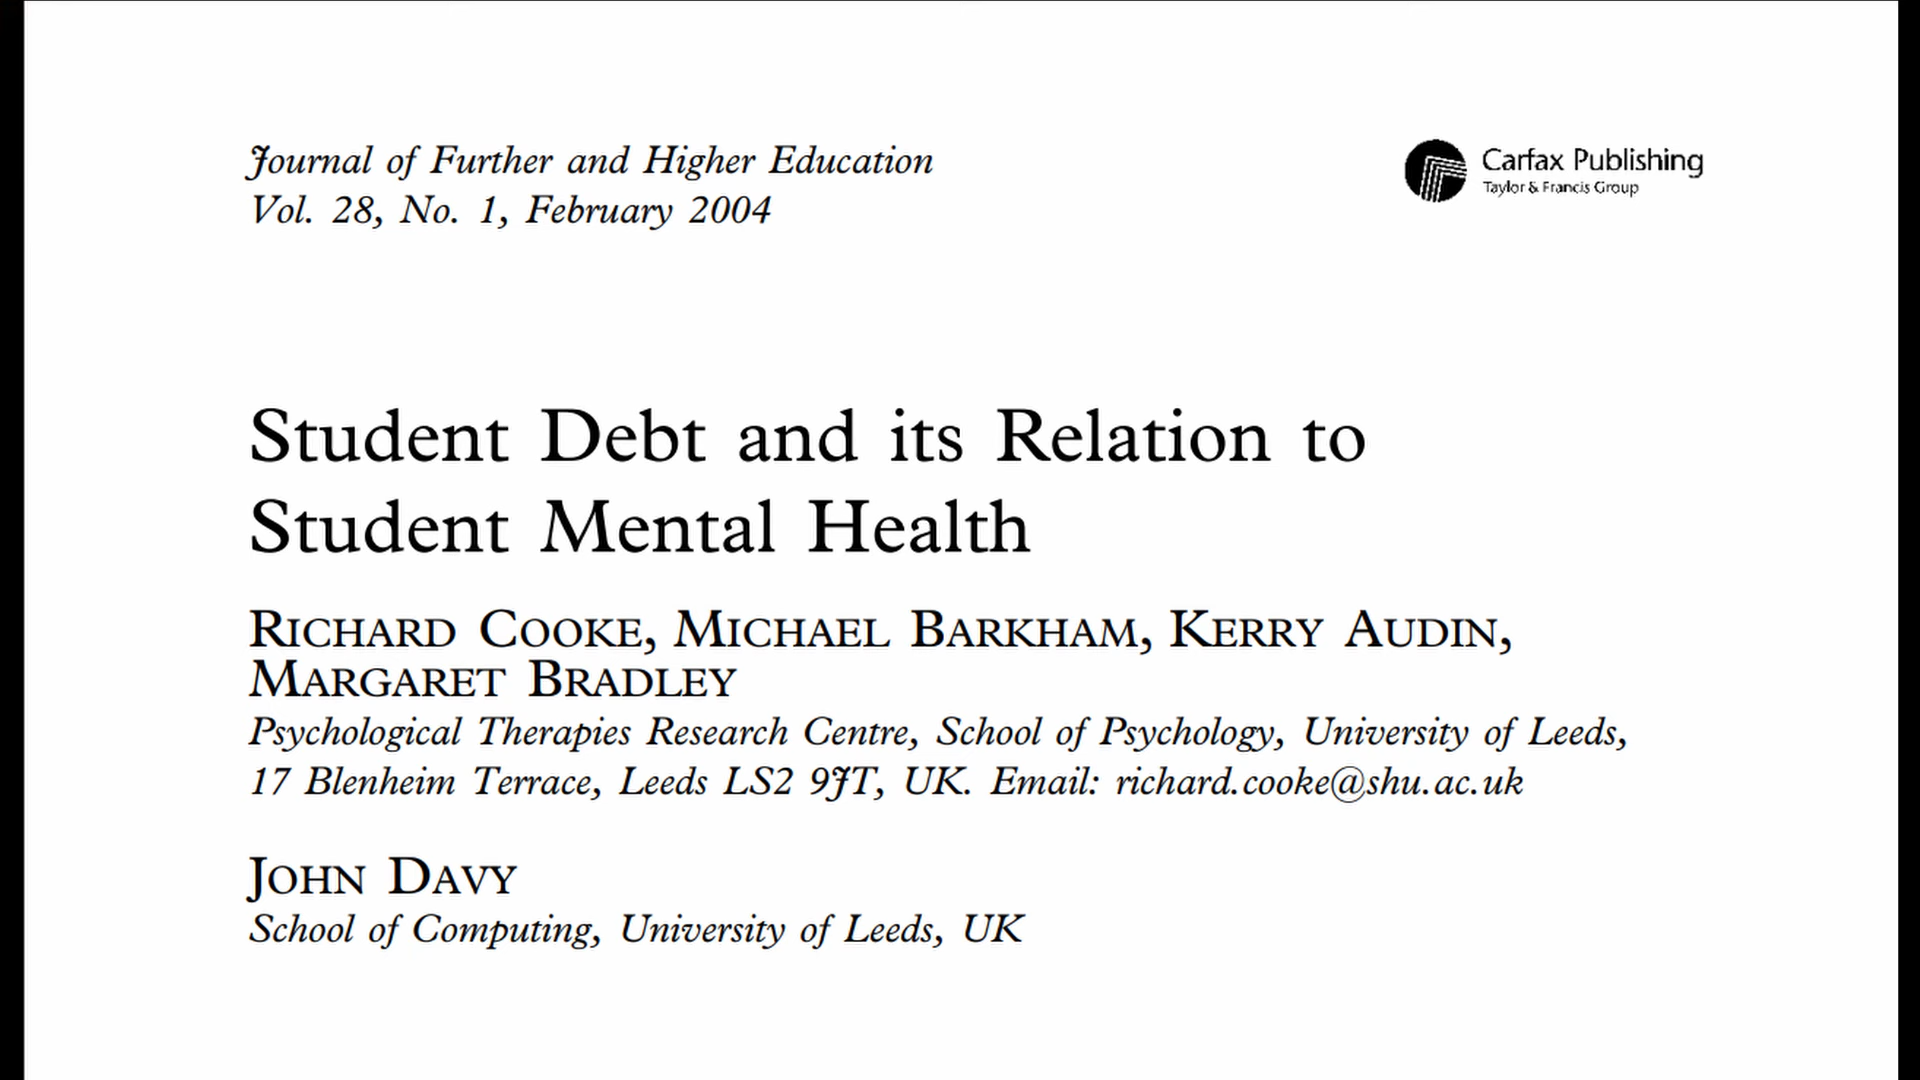 Journal of Further and Higher Education
Vol. 28, No. 1, February 2004
Carfax Publishing
Taylor & Francis Group
Student Debt and its Relation to
Student Mental Health
RICHARD COOKE, MICHAEL BARKHAM, KERRY AUDIN,
MARGARET BRADLEY
Psychological Therapies Research Centre, School of Psychology, University of Leeds,
17 Blenheim Terrace, Leeds LS2 9JT, UK. Email: richard.cooke@shu.ac.uk
JOHN DAVY
School of Computing, University of Leeds, UK